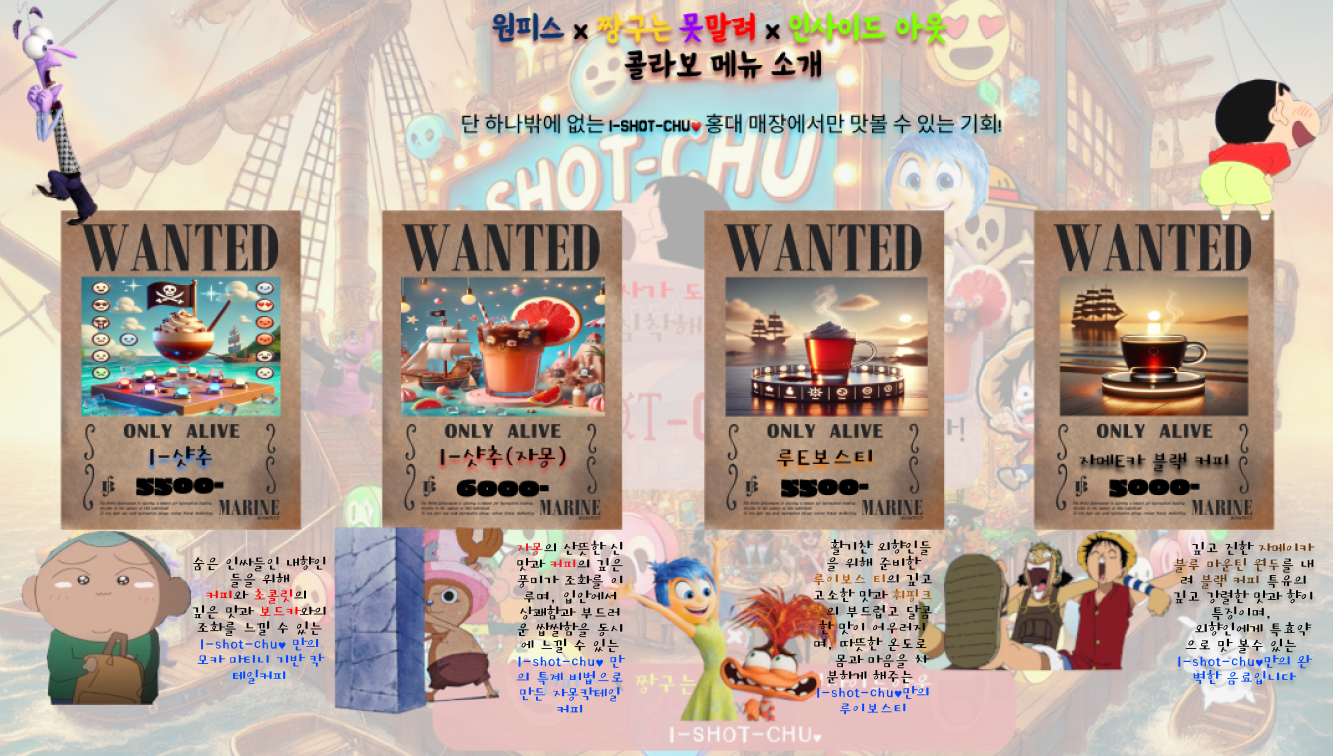 원피스 x 짱구는 못말려 x 인사이드 아웃
콜라보 메뉴 소개
단 하나밖에 없는 I-SHOT-CHU♥ 홍대 매장에서만 맛볼 수 있는 기회!
SHOT-CHU
WANTED
ONLY ALIVE
I-샷추
5500-
MARINE
WANTED
ONLY ALIVE
I-샷추(자몽)
6000-
MARINE
WANTED
ONLY ALIVE
루E보스티
5500-
MARINE
WANTED
ONLY ALIVE
자메E카 블랙 커피
5000-
MARINE
숨은 인싸들인 내향인
들을 위해
커피와 초콜릿의
깊은 맛과 보드카와의
조화를 느낄 수 있는
I-shot-chu♥ 만의
모카 마티니 기반 칵
테일커피
자몽의 산뜻한 신
맛과 커피의 깊은
풍미가 조화를 이
루며, 입안에서
상쾌함과 부드러
운 쌉쌀함을 동시
에 느낄 수 있는
I-shot-chu♥ 만
의 특제 비법으로
만든 자몽칵테일
커피
활기찬 외향인들
을 위해 준비한
루이보스 티의 깊고
고소한 맛과 휘핑크
림의 부드럽고 달콤
한 맛이 어우러지
며, 따뜻한 온도로
몸과 마음을 차
분하게 해주는
I-shot-chu♥만의
루이보스티
깊고 진한 자메이카
블루 마운틴 원두를 내
려 블랙 커피 특유의
깊고 강렬한 맛과 향이
특징이며,
외향인에게 특효약
으로 맛 볼수 있는
I-shot-chu♥만의 완
벽한 음료입니다
짱구는
I-SHOT-CHU♥